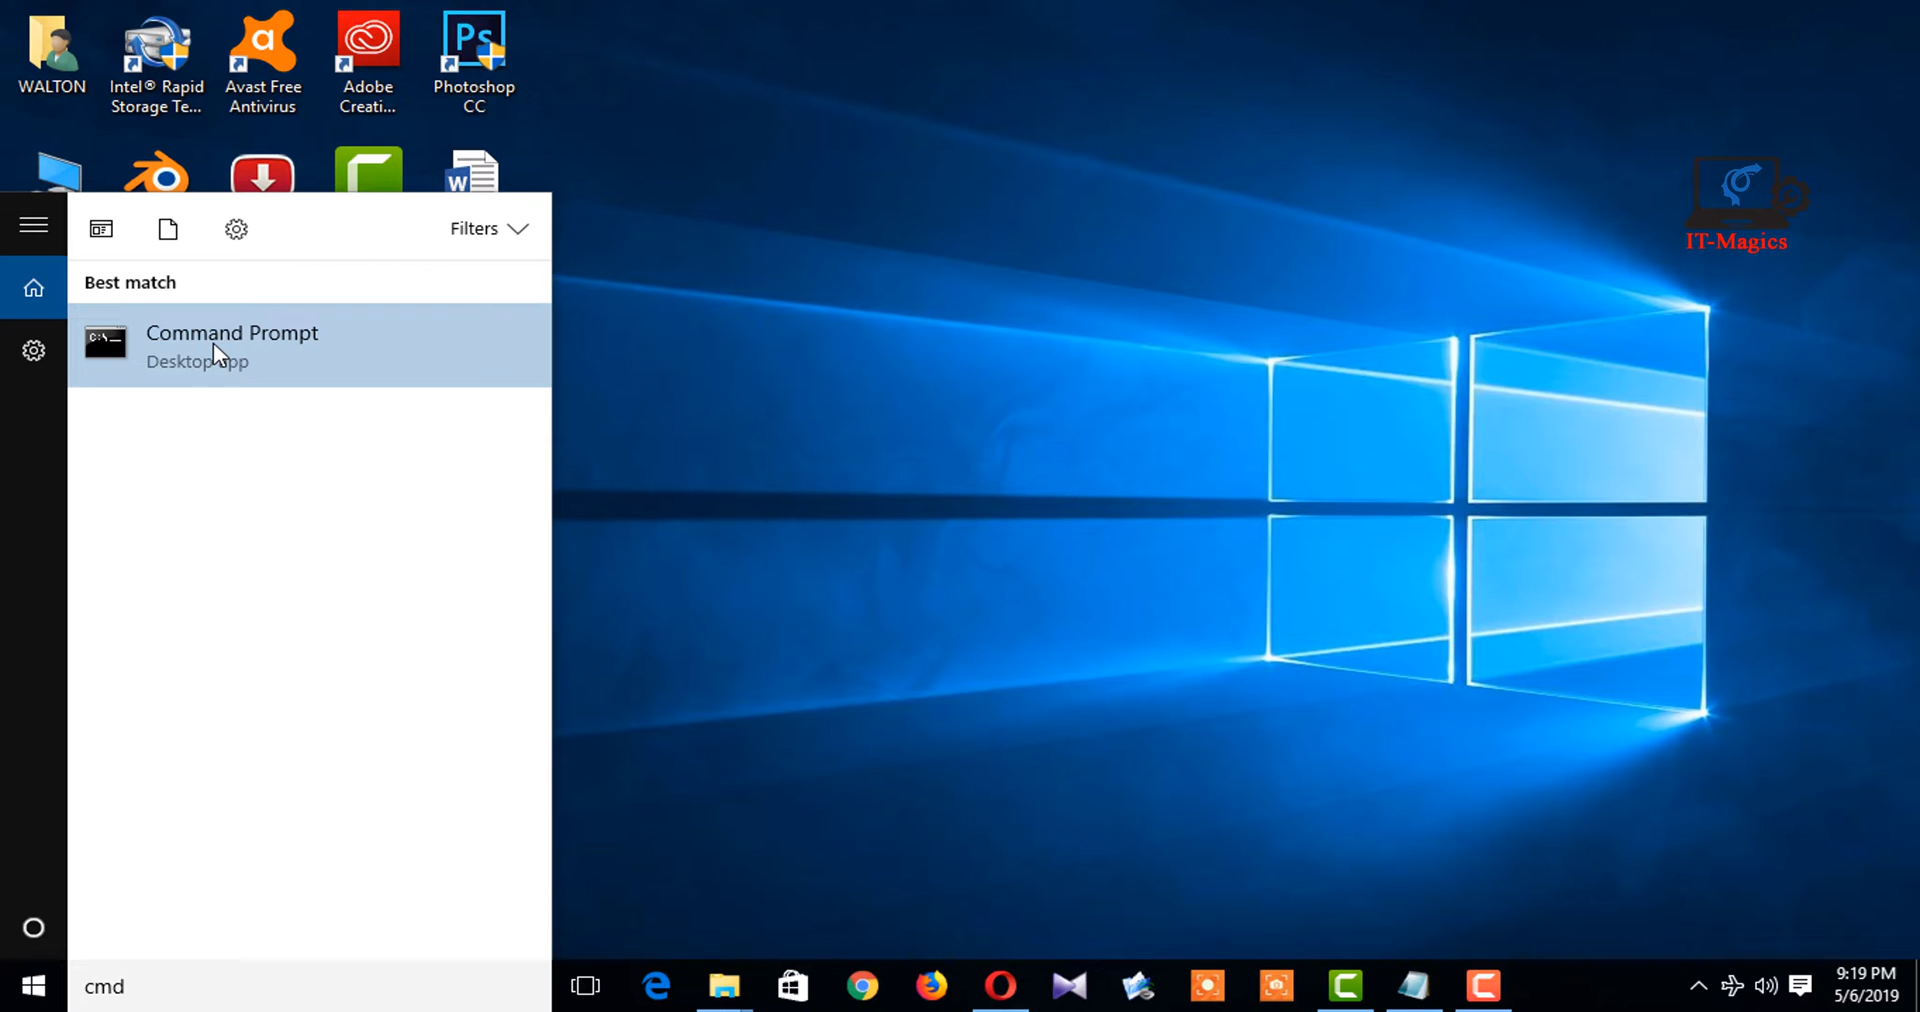 WALTON
Intel® Rapid
Storage Te...
Avast Free
Antivirus
Adobe
Creati...
Ps
Photoshop
CC
W
Filters
Best match
C:\
Command Prompt
Desktop app
IT-Magics
cmd
9:19 PM
5/6/2019